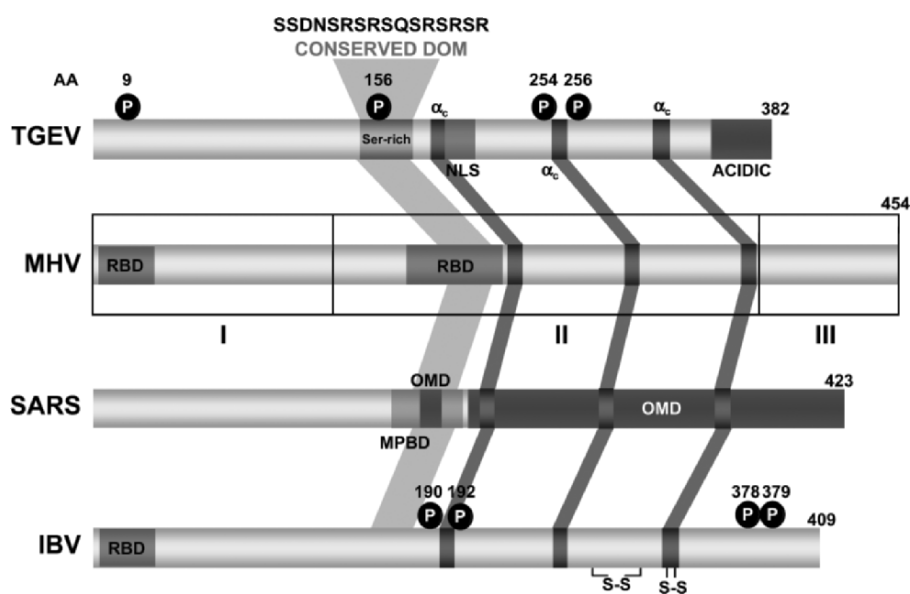 SSDNSRSRSQSRSRSR
CONSERVED DOM
AA 9 156 254 256
P P P P
αc αc
382
TGEV Ser-rich
NLS αc ACIDIC
454
MHV RBD RBD
I II III
OMD 423
SARS OMD
MPBD
190 192 378 379
P P P P
409
IBV RBD
S-S S-S